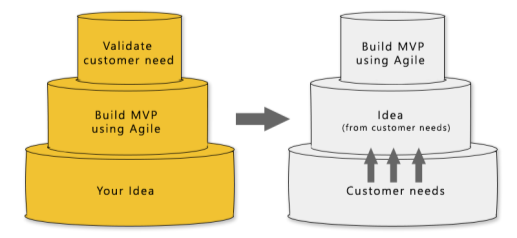 Validate
customer need
Build MVP
using Agile
Your Idea
Build MVP
using Agile
Idea
(from customer needs)
Customer needs